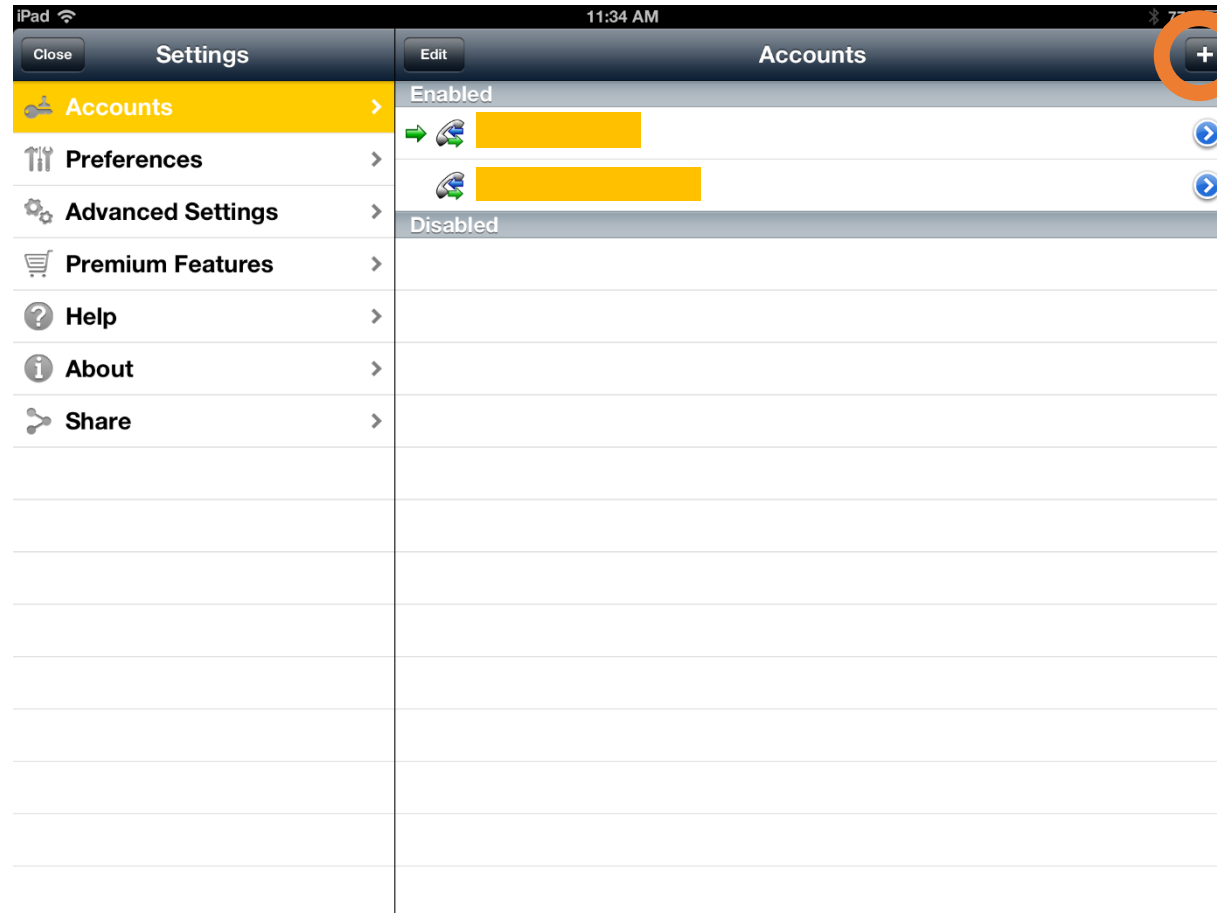 iPad 11:34 AM
Close Settings Edit Accounts +
Accounts
Preferences
Advanced Settings
Premium Features
Help
About
Share
Enabled
Disabled